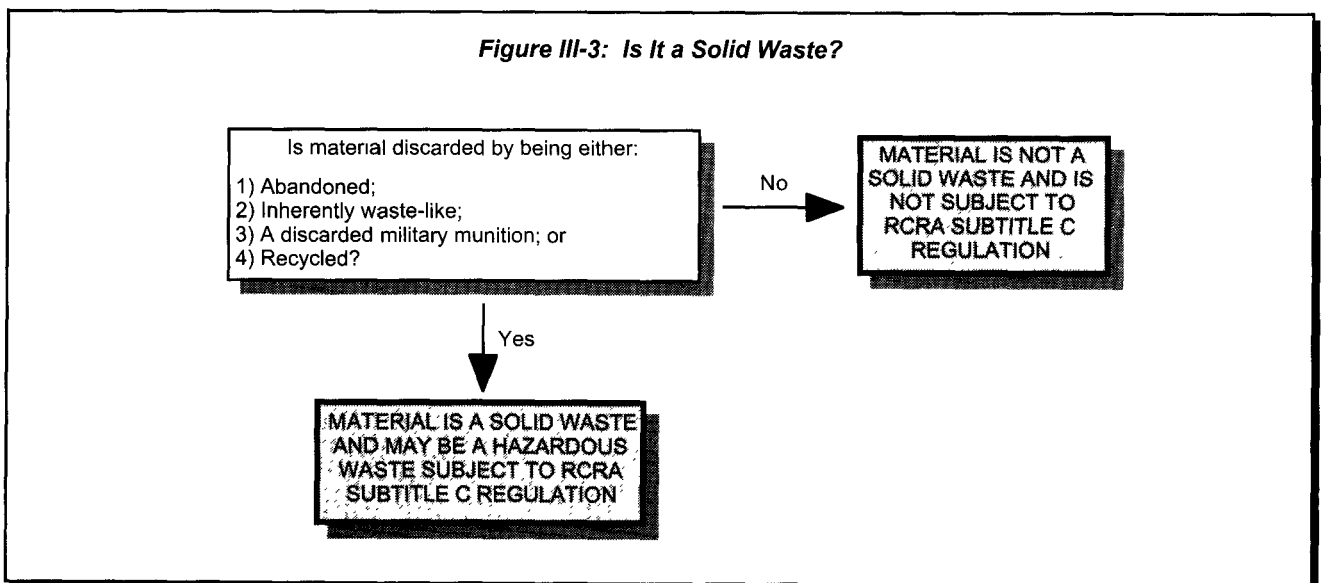 Figure III-3: Is It a Solid Waste?
Is material discarded by being either:
1) Abandoned;
2) Inherently waste-like;
3) A discarded military munition; or
4) Recycled?
No
MATERIAL IS NOT A
SOLID WASTE AND IS
NOT SUBJECT TO
RCRA SUBTITLE C
REGULATION
Yes
MATERIAL IS A SOLID WASTE
AND MAY BE A HAZARDOUS
WASTE SUBJECT TO RCRA
SUBTITLE C REGULATION